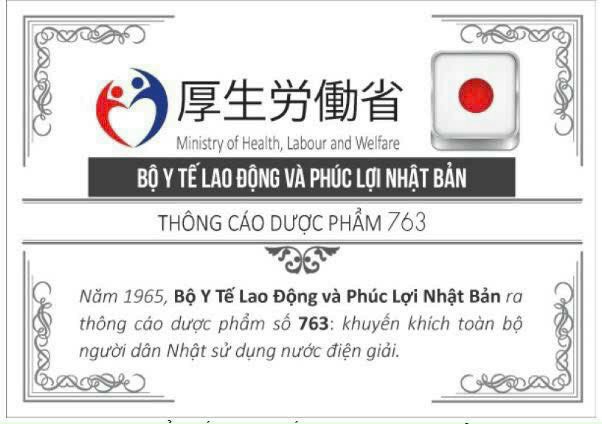 厚生労働省
Ministry of Health, Labour and Welfare
BỘ Y TẾ LAO ĐỘNG VÀ PHÚC LỢI NHẬT BẢN
THÔNG CÁO DƯỢC PHẨM 763
Năm 1965, Bộ Y Tế Lao Động và Phúc Lợi Nhật Bản ra
thông cáo dược phẩm số 763: khuyến khích toàn bộ
người dân Nhật sử dụng nước điện giải.